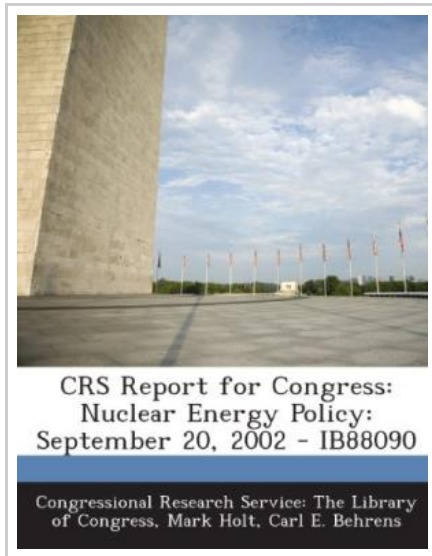 CRS Report for Congress:
Nuclear Energy Policy:
September 20, 2002 - IB88090
Congressional Research Service: The Library
of Congress, Mark Holt, Carl E. Behrens